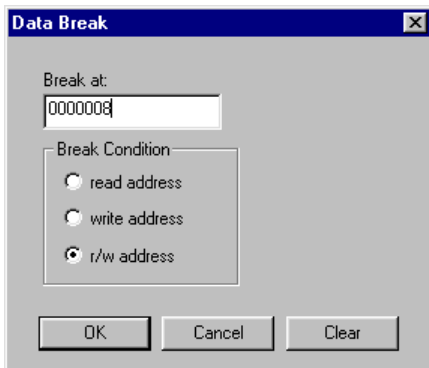 Data Break
Break at:
0000008
Break Condition
read address
write address
r/w address
OK Cancel Clear